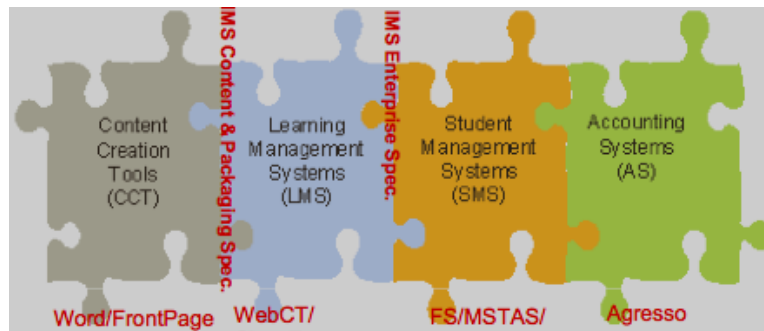 Content
Creation
Tools
(CCT)
IMS Content & Packaging Spec.
Learning
Management
Systems
(LMS)
IMS Enterprise Spec.
Student
Management
Systems
(SMS)
Accounting
Systems
(AS)
Word/FrontPage
WebCT/
FS/MSTAS/
Agresso